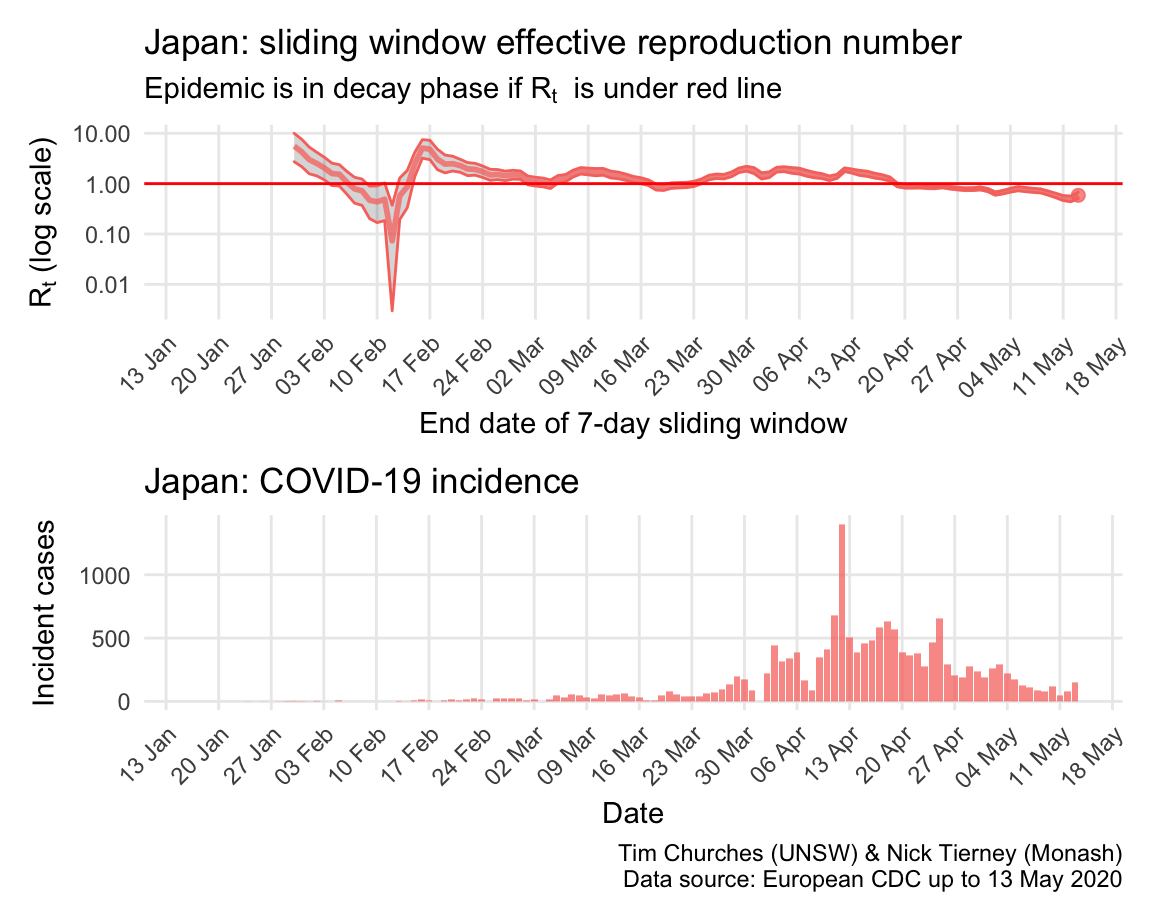 Japan: sliding window effective reproduction number
Epidemic is in decay phase if Rt is under red line
Rt (log scale)
10.00
1.00
0.10
0.01
13 Jan
20 Jan
27 Jan
03 Feb
10 Feb
17 Feb
24 Feb
02 Mar
09 Mar
16 Mar
23 Mar
30 Mar
06 Apr
13 Apr
20 Apr
27 Apr
04 May
11 May
18 May
End date of 7-day sliding window
Japan: COVID-19 incidence
Incident cases
1000
500
0
13 Jan
20 Jan
27 Jan
03 Feb
10 Feb
17 Feb
24 Feb
02 Mar
09 Mar
16 Mar
23 Mar
30 Mar
06 Apr
13 Apr
20 Apr
27 Apr
04 May
11 May
18 May
Date
Tim Churches (UNSW) & Nick Tierney (Monash)
Data source: European CDC up to 13 May 2020